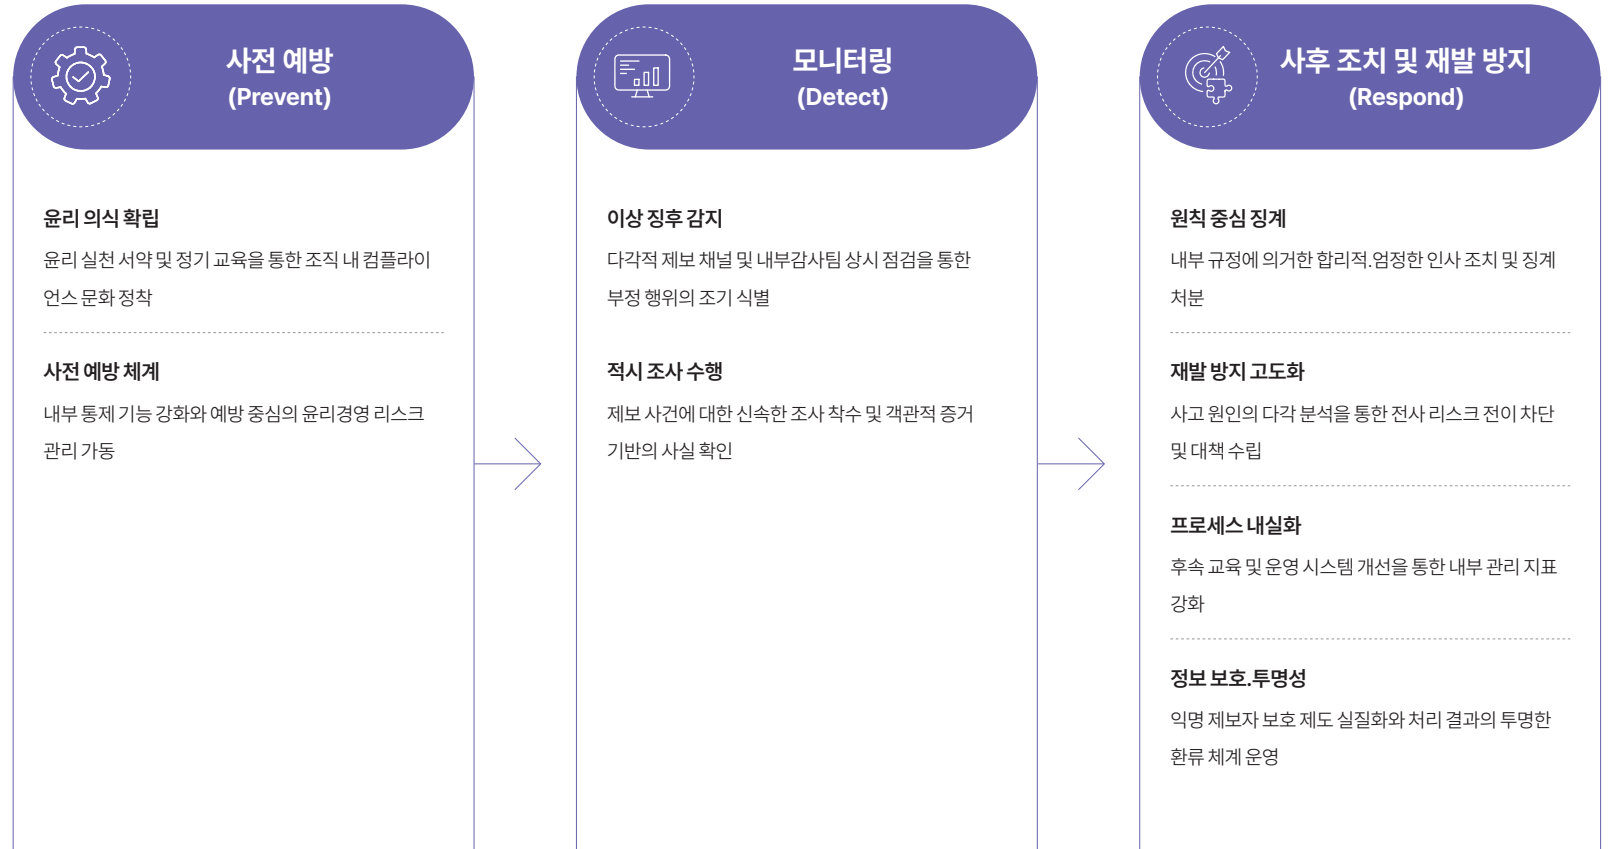 사전 예방
(Prevent)
윤리 의식 확립
윤리 실천 서약 및 정기 교육을 통한 조직 내 컴플라이
언스 문화 정착
사전 예방 체계
내부 통제 기능 강화와 예방 중심의 윤리경영 리스크
관리 가동
모니터링
(Detect)
이상 징후 감지
다각적 제보 채널 및 내부감사팀 상시 점검을 통한
부정 행위의 조기 식별
적시 조사 수행
제보 사건에 대한 신속한 조사 착수 및 객관적 증거
기반의 사실 확인
사후 조치 및 재발 방지
(Respond)
원칙 중심 징계
내부 규정에 의거한 합리적.엄정한 인사 조치 및 징계
처분
재발 방지 고도화
사고 원인의 다각 분석을 통한 전사 리스크 전이 차단
및 대책 수립
프로세스 내실화
후속 교육 및 운영 시스템 개선을 통한 내부 관리 지표
강화
정보 보호.투명성
익명 제보자 보호 제도 실질화와 처리 결과의 투명한
환류 체계 운영